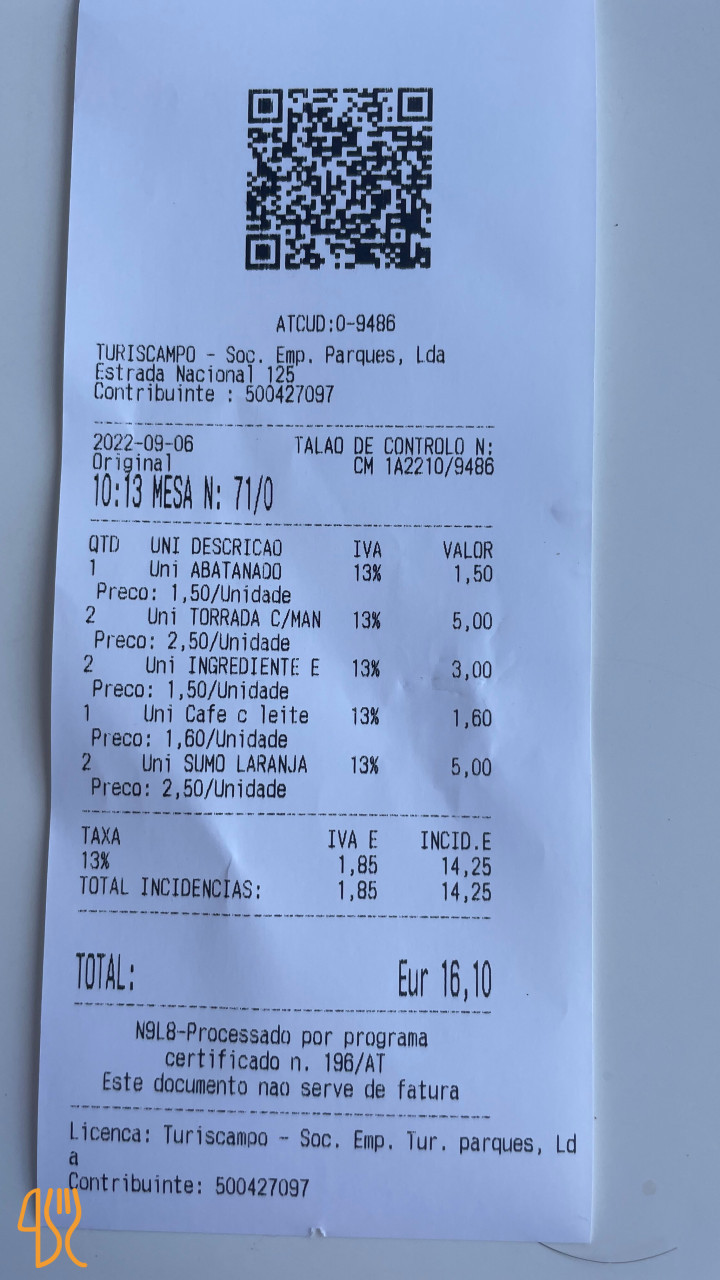 ATCUD:0-9486
TURISCAMPO - Soc. Emp. Parques, Lda
Estrada Nacional 125
Contribuinte : 500427097
2022-09-06 TALAO DE CONTROLO N:
Original CM 1A2210/9486
10:13 MESA N: 71/0
QTD UNI DESCRICAO IVA VALOR
1 Uni ABATANADO 13% 1,50
Preco: 1,50/Unidade
2 Uni TORRADA C/MAN 13% 5,00
Preco: 2,50/Unidade
2 Uni INGREDIENTE E 13% 3,00
Preco: 1,50/Unidade
1 Uni Cafe c leite 13% 1,60
Preco: 1,60/Unidade
2 Uni SUMO LARANJA 13% 5,00
Preco: 2,50/Unidade
TAXA IVA E INCID.E
13% 1,85 14,25
TOTAL INCIDENCIAS: 1,85 14,25
TOTAL: Eur 16,10
N9L8-Processado por programa
certificado n. 196/AT
Este documento nao serve de fatura
Licenca: Turiscampo - Soc. Emp. Tur. parques, Ld
a
Contribuinte: 500427097